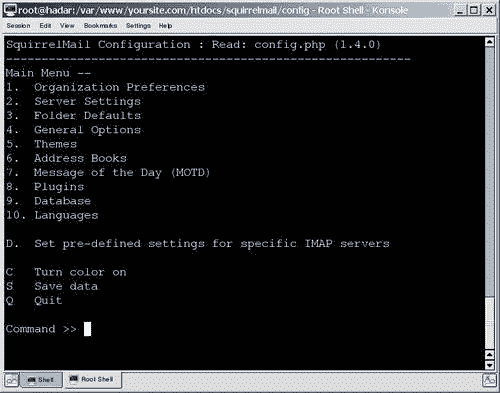 root@hadar:/var/www/yoursite.com/htdocs/squirrelmail/config - Root Shell - Konsole
Session Edit View Bookmarks Settings Help
SquirrelMail Configuration : Read: config.php (1.4.0)
---------------------------------------------------------
Main Menu --
1. Organization Preferences
2. Server Settings
3. Folder Defaults
4. General Options
5. Themes
6. Address Books
7. Message of the Day (MOTD)
8. Plugins
9. Database
10. Languages
D. Set pre-defined settings for specific IMAP servers
C Turn color on
S Save data
Q Quit
Command >>
Shell Root Shell